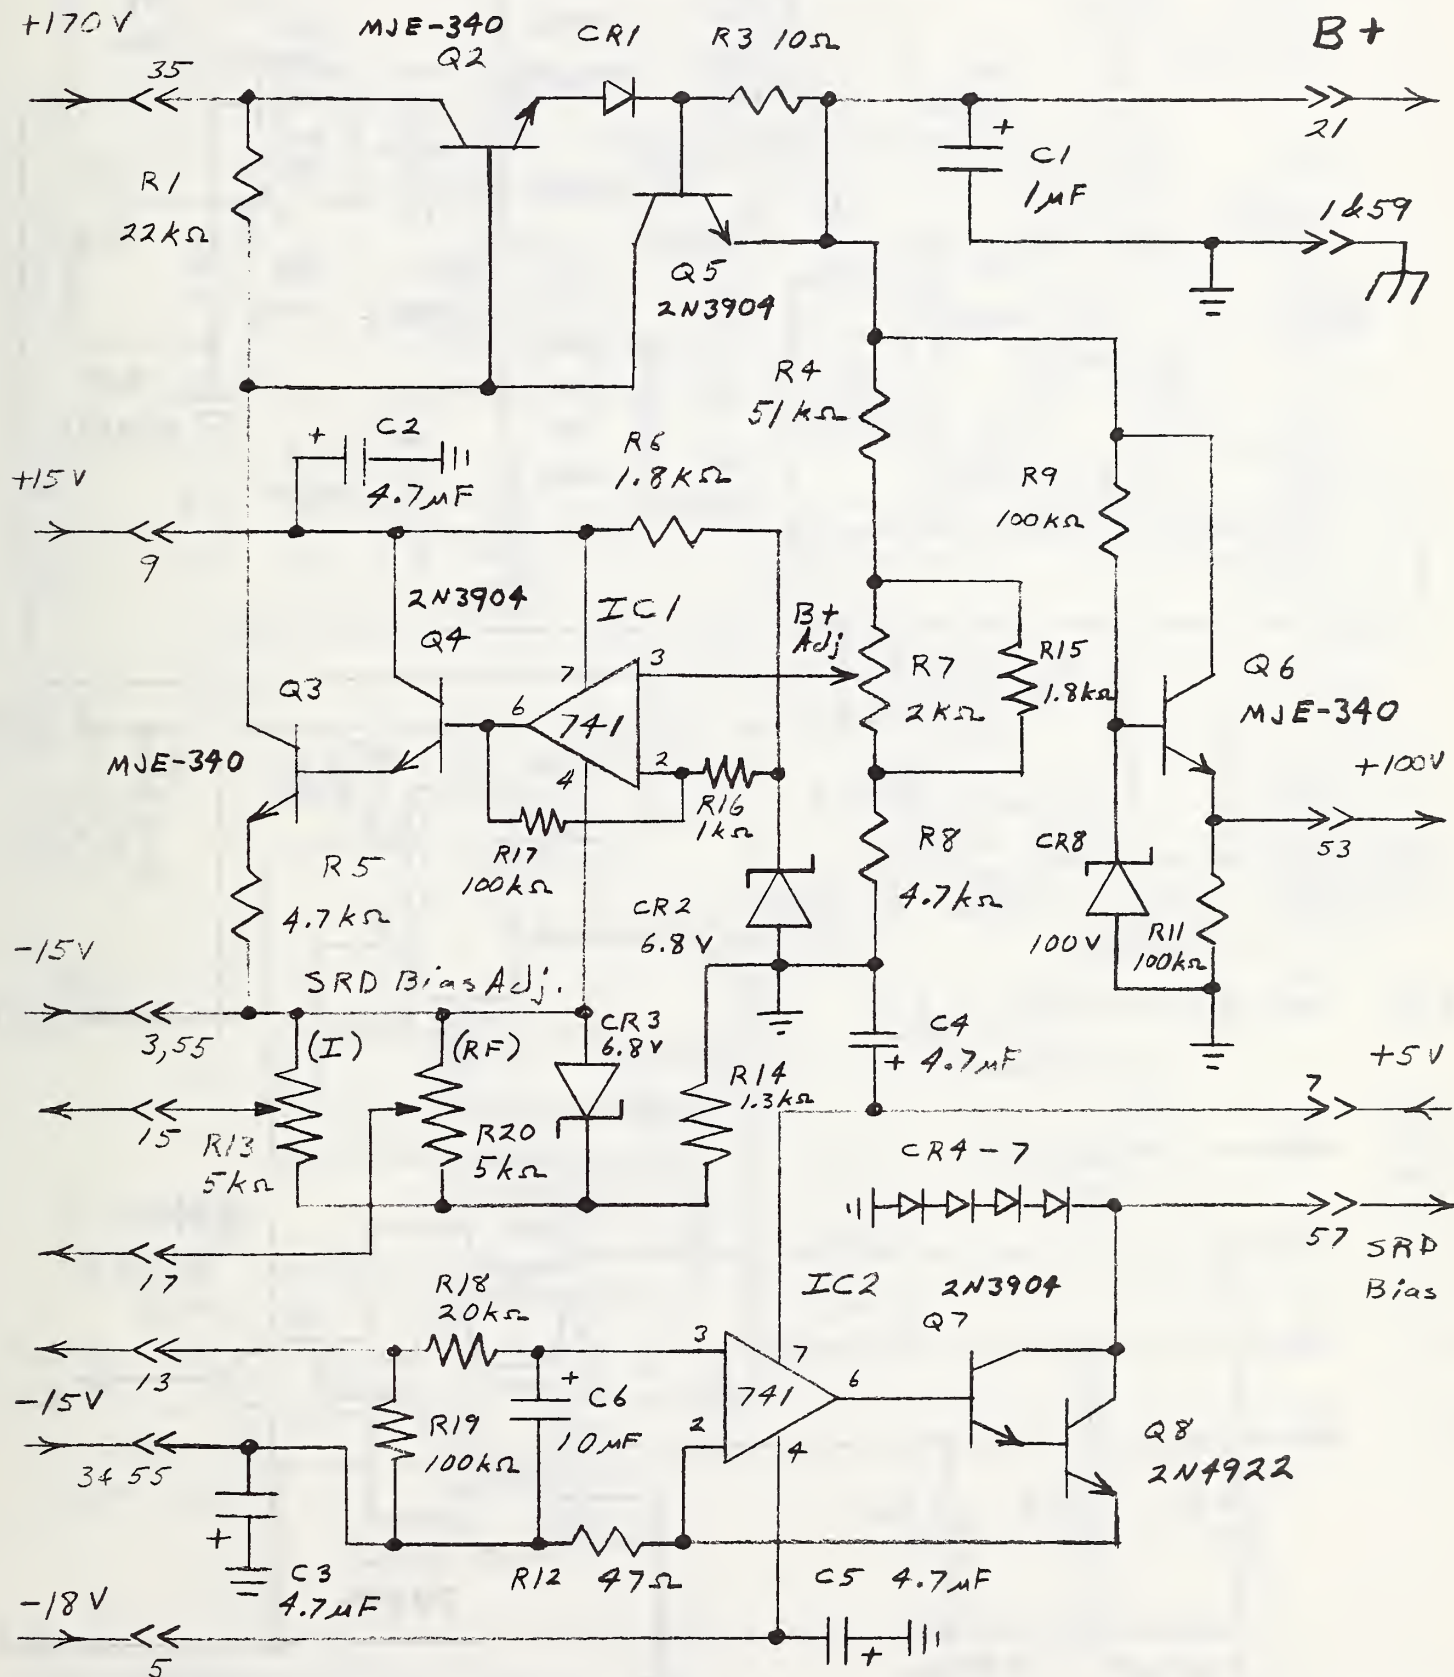 +170V
MJE-340
Q2
CR1
R3 10Ω
B+
35
21
R1
22kΩ
C1
1µF
+
1&59
Q5
2N3904
R4
51kΩ
+
C2
4.7µF
R6
1.8kΩ
R9
100kΩ
+15V
9
2N3904
Q4
IC1
B+
Adj
R7
2kΩ
R15
1.8kΩ
Q6
MJE-340
Q3
MJE-340
7
3
6
741
4
2
R16
1kΩ
R17
100kΩ
+100V
53
R5
4.7kΩ
CR2
6.8V
R8
4.7kΩ
CR8
100V
R11
100kΩ
-15V
SRD Bias Adj.
3,55
(I)
(RF)
CR3
6.8V
C4
+ 4.7µF
+5V
7
15
R13
5kΩ
R20
5kΩ
R14
1.3kΩ
CR4-7
57
SRD
Bias
17
R18
20kΩ
IC2
2N3904
Q7
13
3
7
741
6
2
4
-15V
3&55
R19
100kΩ
+
C6
10µF
Q8
2N4922
+
C3
4.7µF
R12 47Ω
C5 4.7µF
+
-18V
5